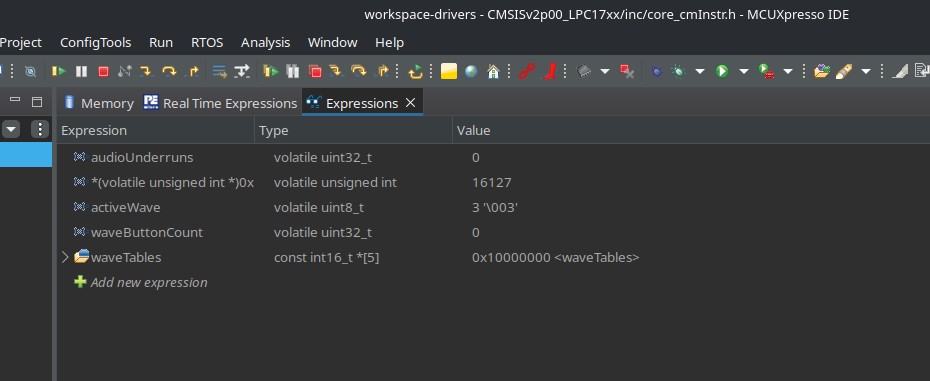 workspace-drivers - CMSISv2p00_LPC17xx/inc/core_cmInstr.h - MCUXpresso IDE
Project ConfigTools Run RTOS Analysis Window Help
Memory Real Time Expressions Expressions
Expression Type Value
audioUnderruns volatile uint32_t 0
*(volatile unsigned int *)0x volatile unsigned int 16127
activeWave volatile uint8_t 3 '\003'
waveButtonCount volatile uint32_t 0
waveTables const int16_t *[5] 0x10000000 <waveTables>
Add new expression